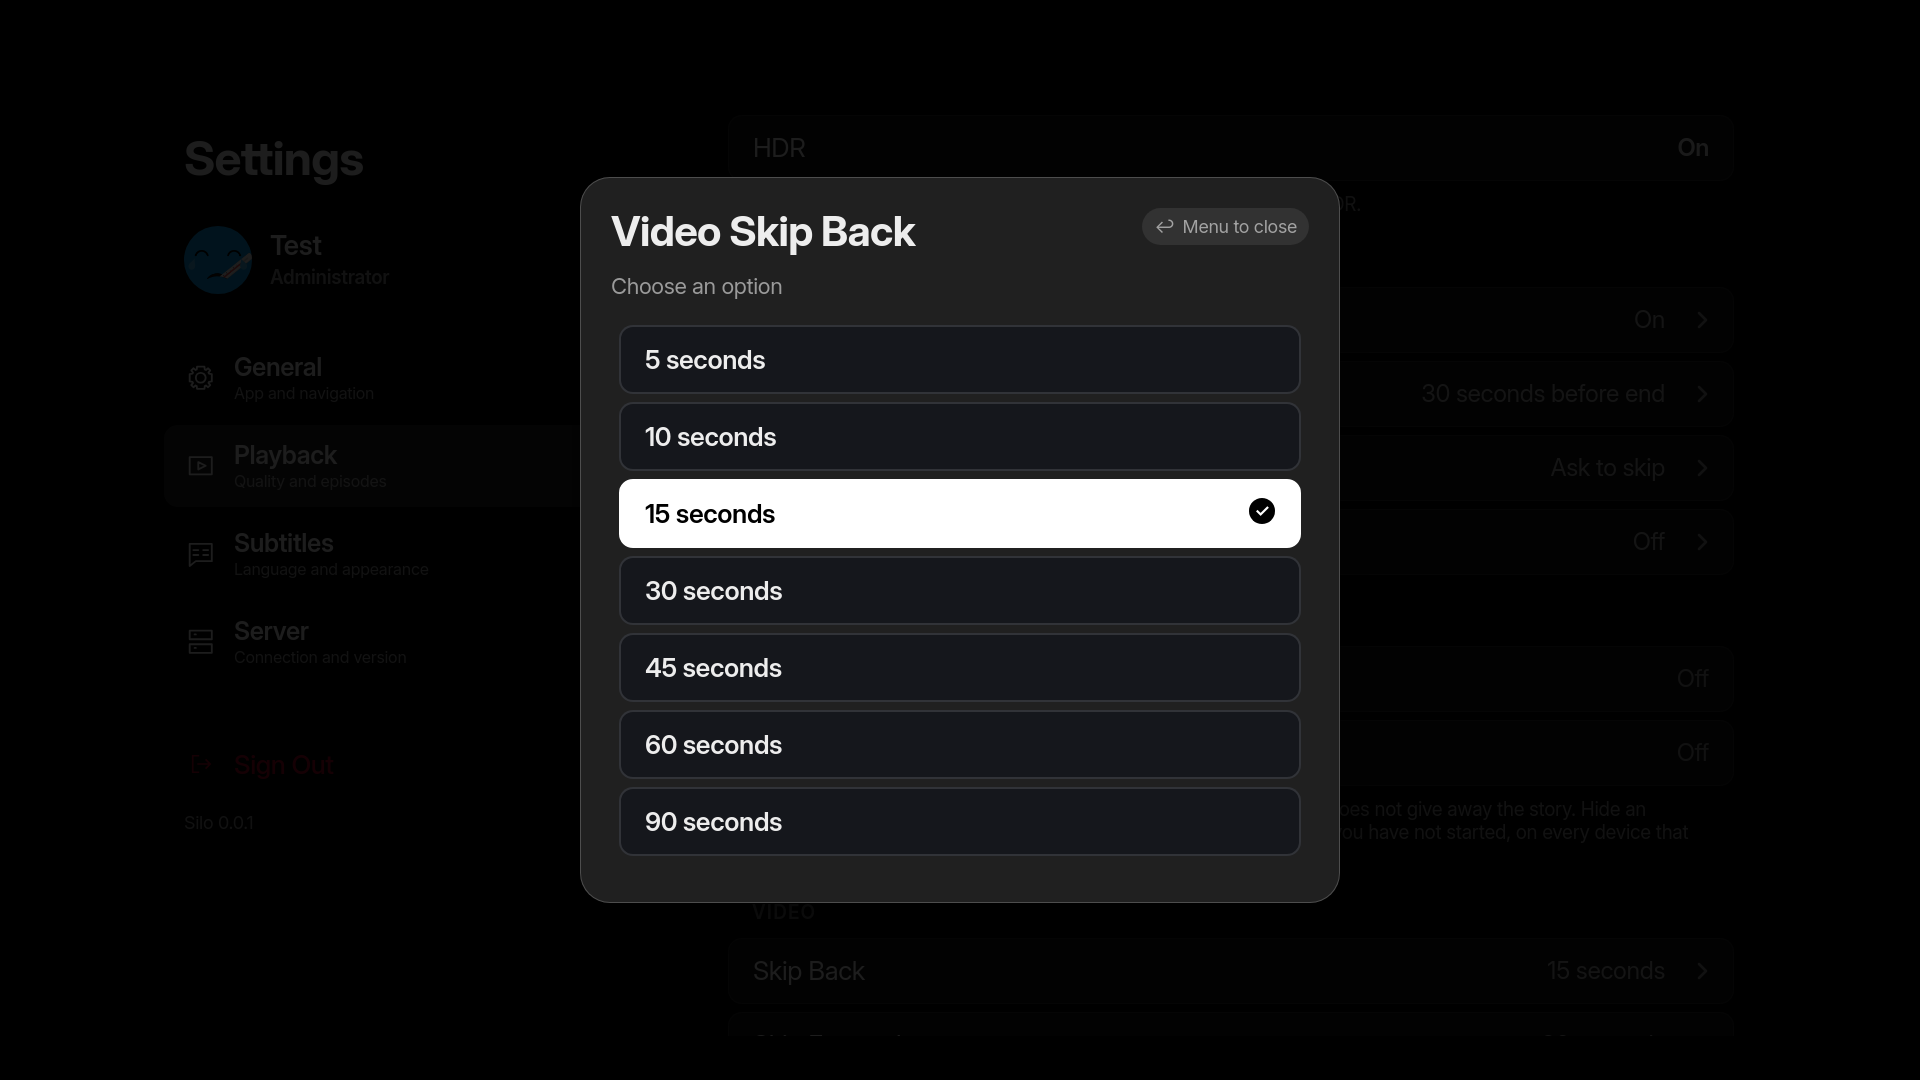 Settings
Test
Administrator
General
App and navigation
Playback
Quality and episodes
Subtitles
Language and appearance
Server
Connection and version
Sign Out
Silo 0.0.1
HDR
On
Video Skip Back
Menu to close
Choose an option
5 seconds
10 seconds
15 seconds
30 seconds
45 seconds
60 seconds
90 seconds
On
30 seconds before end
Ask to skip
Off
Off
Off
not give away the story. Hide an
you have not started, on every device that
VIDEO
Skip Back
15 seconds